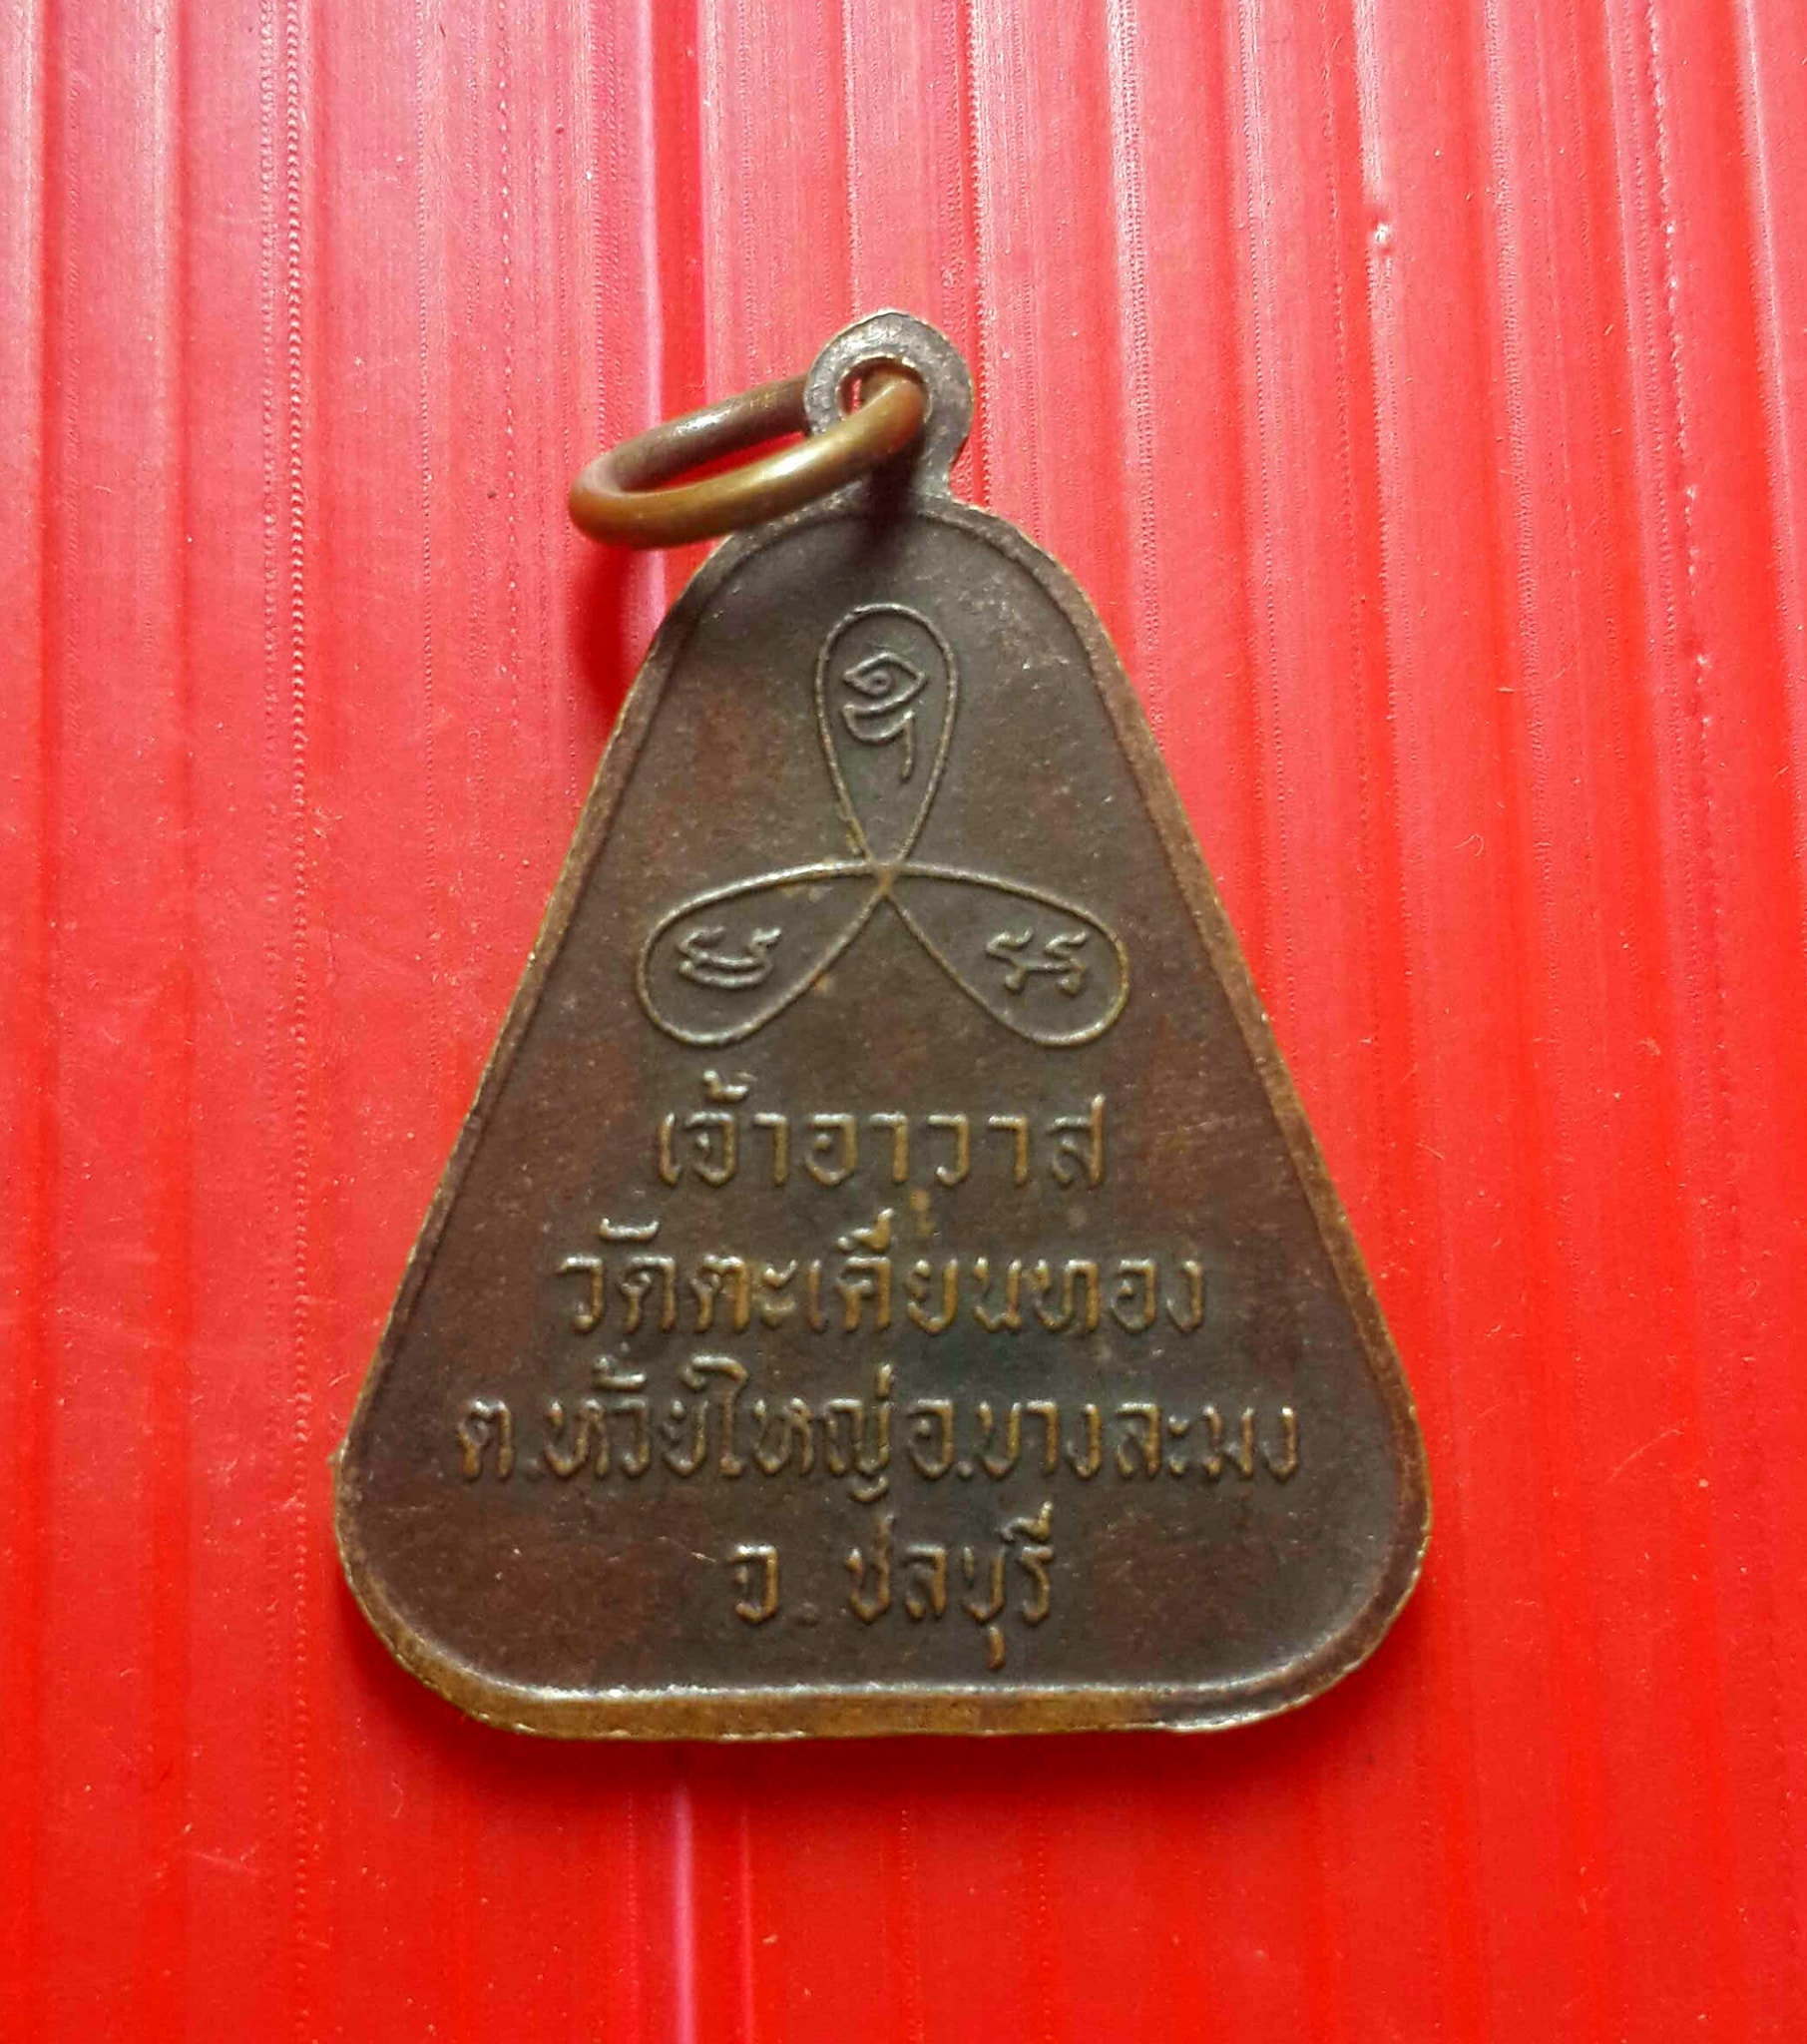 เจ้าอาวาส
วัดตะเคียนทอง
ต.ห้วยใหญ่ อ.บางละมุง
จ.ชลบุรี